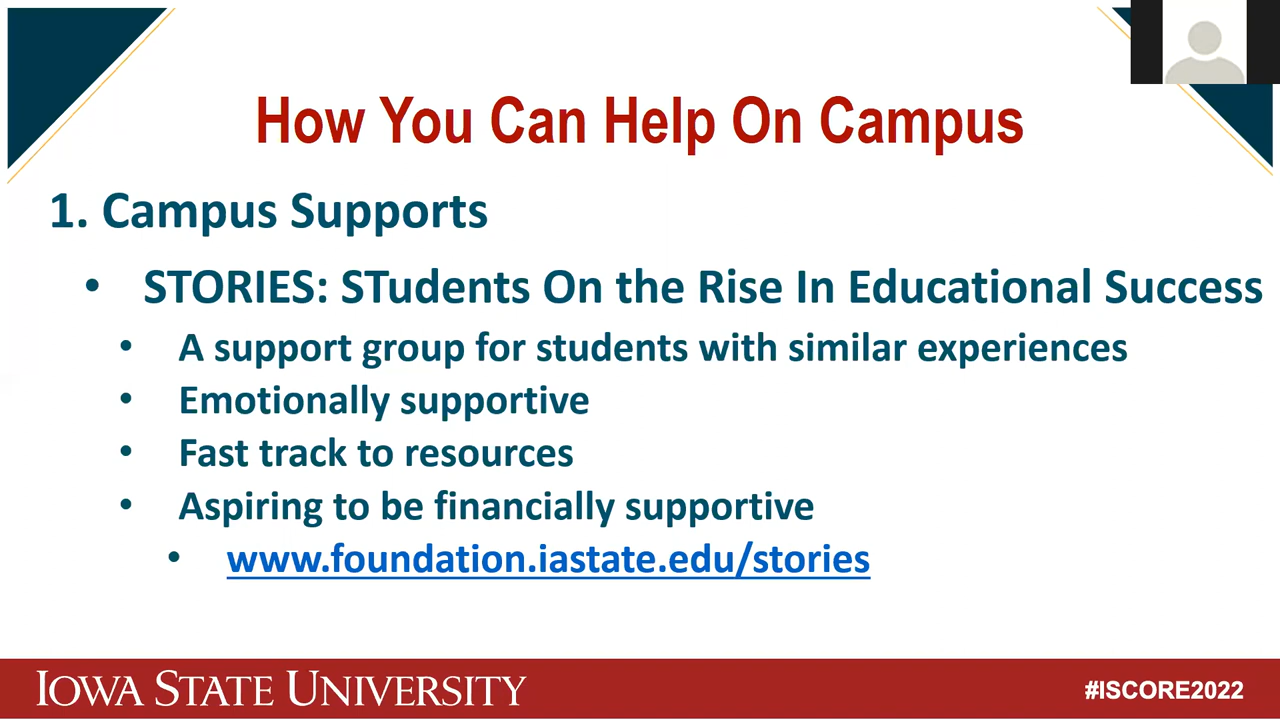 How You Can Help On Campus
1. Campus Supports
• STORIES: STudents On the Rise In Educational Success
• A support group for students with similar experiences
• Emotionally supportive
• Fast track to resources
• Aspiring to be financially supportive
• www.foundation.iastate.edu/stories
IOWA STATE UNIVERSITY
#ISCORE2022